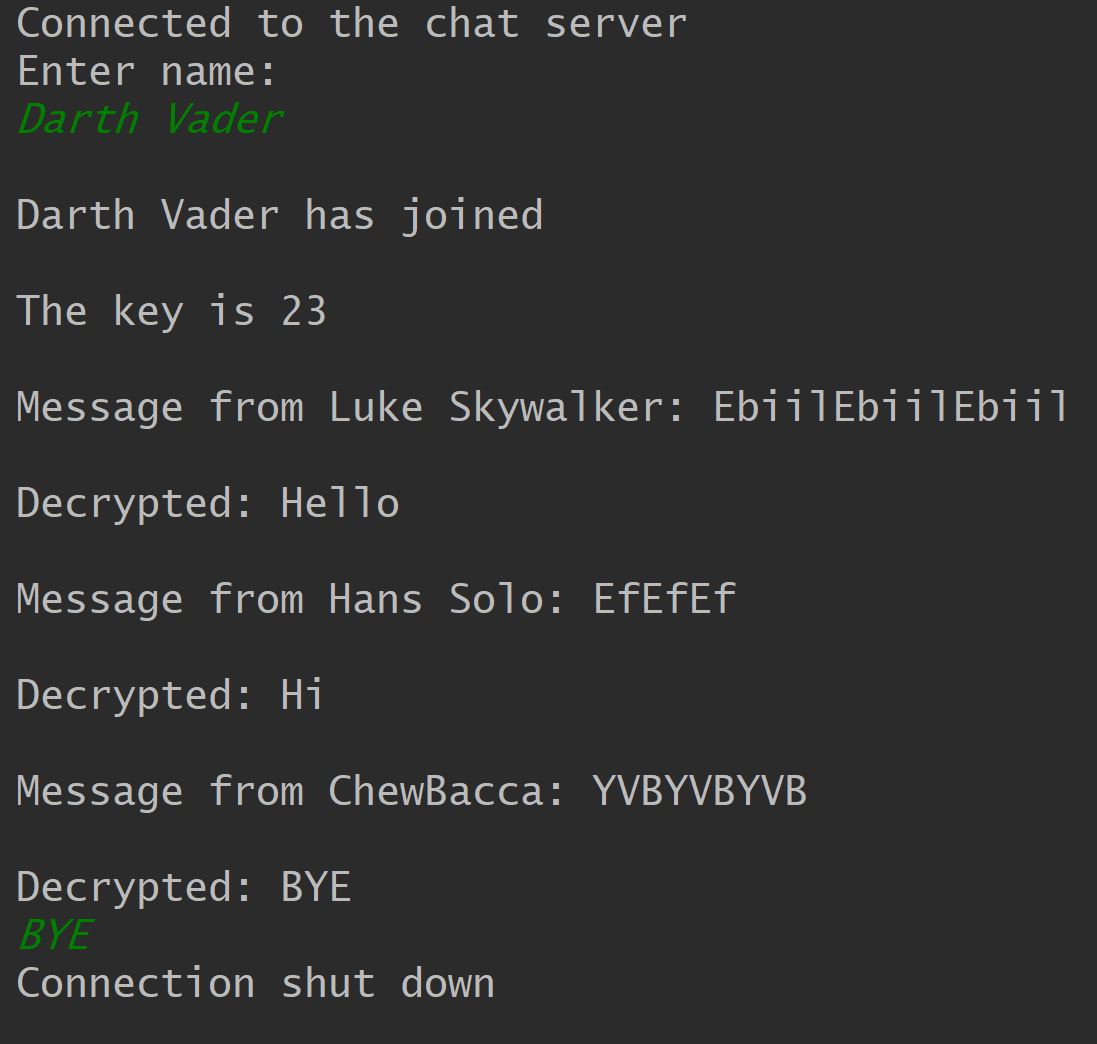 Connected to the chat server
Enter name:
Darth Vader
Darth Vader has joined
The key is 23
Message from Luke Skywalker: EbiilEbiilEbiil
Decrypted: Hello
Message from Hans Solo: EfEfEf
Decrypted: Hi
Message from ChewBacca: YVBYVBYVB
Decrypted: BYE
BYE
Connection shut down